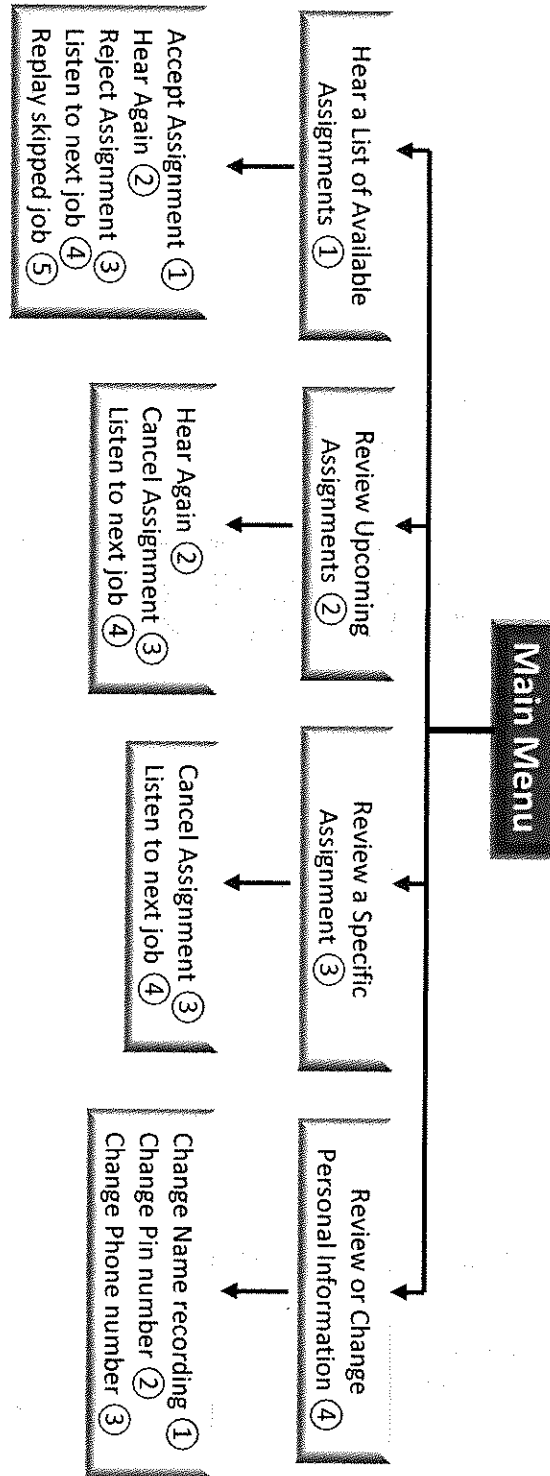 Main Menu
Hear a List of Available
Assignments ①
Accept Assignment ①
Hear Again ②
Reject Assignment ③
Listen to next job ④
Replay skipped job ⑤
Review Upcoming
Assignments ②
Hear Again ②
Cancel Assignment ③
Listen to next job ④
Review a Specific
Assignment ③
Cancel Assignment ③
Listen to next job ④
Review or Change
Personal Information ④
Change Name recording ①
Change Pin number ②
Change Phone number ③